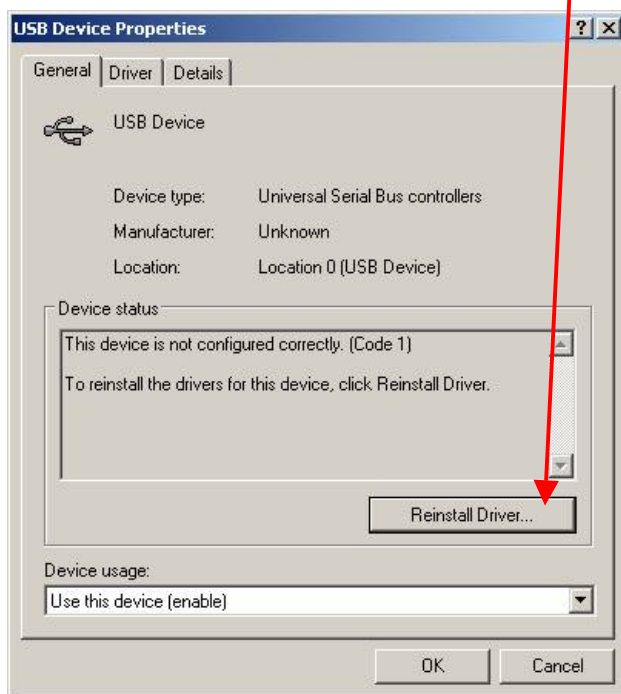 USB Device Properties
General Driver Details
USB Device
Device type: Universal Serial Bus controllers
Manufacturer: Unknown
Location: Location 0 (USB Device)
Device status
This device is not configured correctly. (Code 1)
To reinstall the drivers for this device, click Reinstall Driver.
Reinstall Driver...
Device usage:
Use this device (enable)
OK Cancel